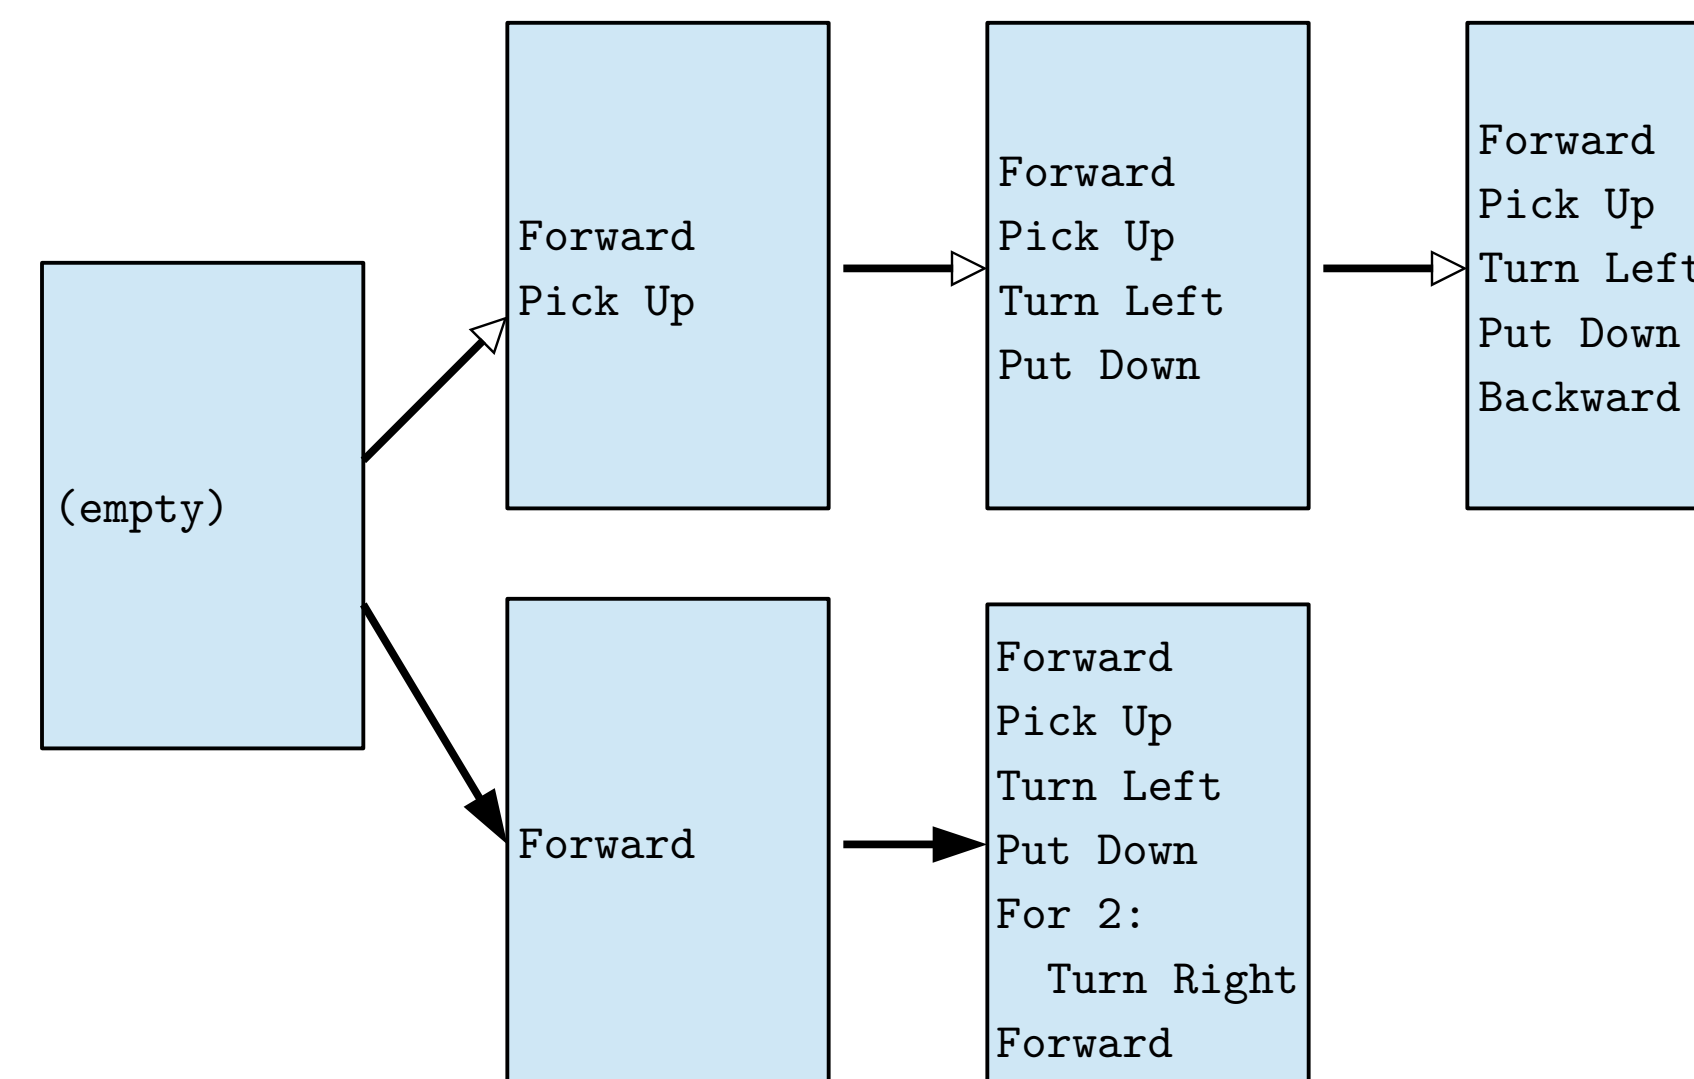 (empty)
Forward
Pick Up
Forward
Pick Up
Turn Left
Put Down
Forward
Pick Up
Turn Left
Put Down
Backward
Forward
Forward
Pick Up
Turn Left
Put Down
For 2:
Turn Right
Forward